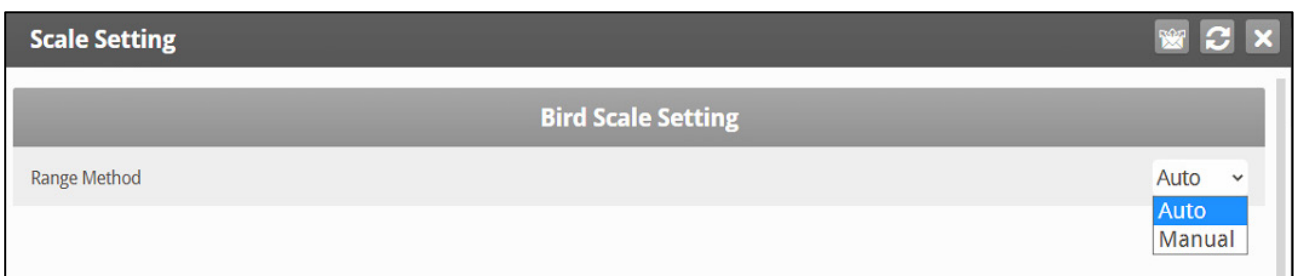 Scale Setting
Bird Scale Setting
Range Method
Auto
Auto
Manual